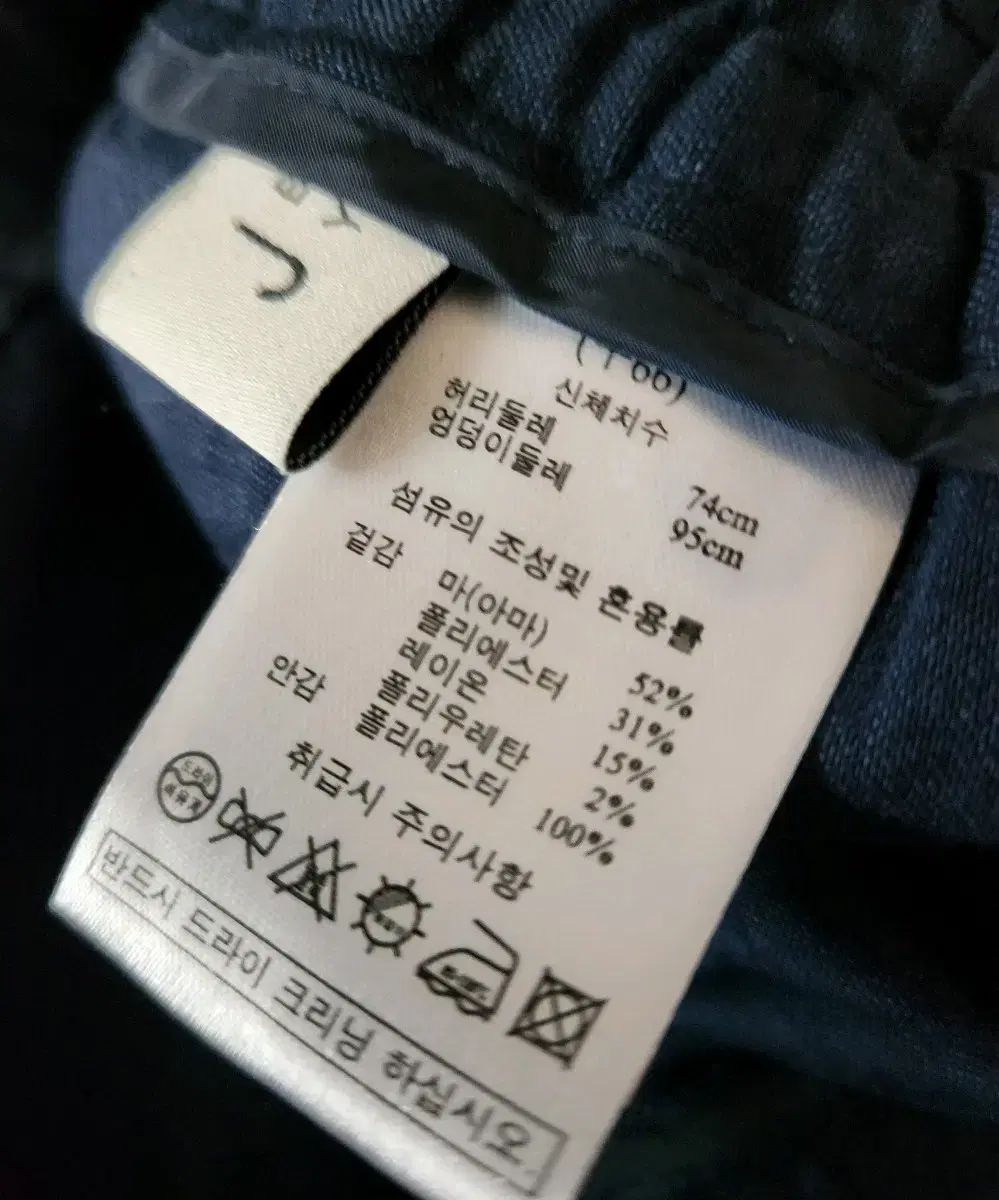 J
신체치수
허리둘레 74cm
엉덩이둘레 95cm
섬유의 조성및 혼용률
겉감 마(아마) 52%
폴리에스터 31%
레이온 15%
폴리우레탄 2%
안감 폴리에스터 100%
취급시 주의사항
드라이
반드시 드라이 크리닝 하십시오